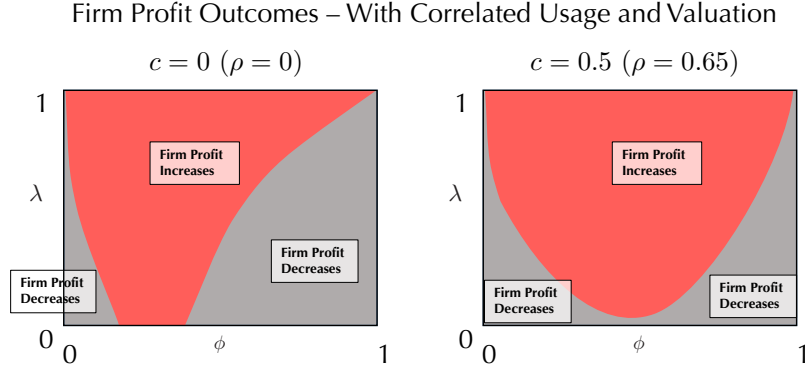 Firm Profit Outcomes – With Correlated Usage and Valuation
c = 0 (ρ = 0)
1
λ
0
0
ϕ
1
Firm Profit
Increases
Firm Profit
Decreases
Firm Profit
Decreases
c = 0.5 (ρ = 0.65)
1
λ
0
0
ϕ
1
Firm Profit
Increases
Firm Profit
Decreases
Firm Profit
Decreases